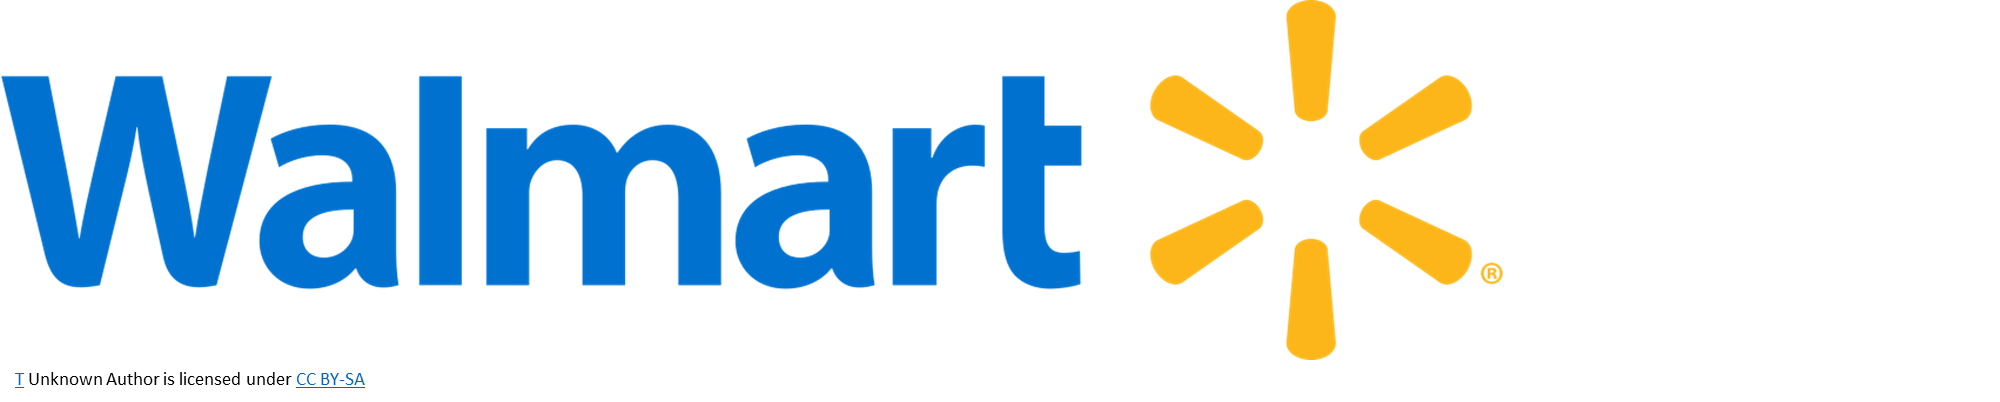 Walmart ®
T Unknown Author is licensed under CC BY-SA